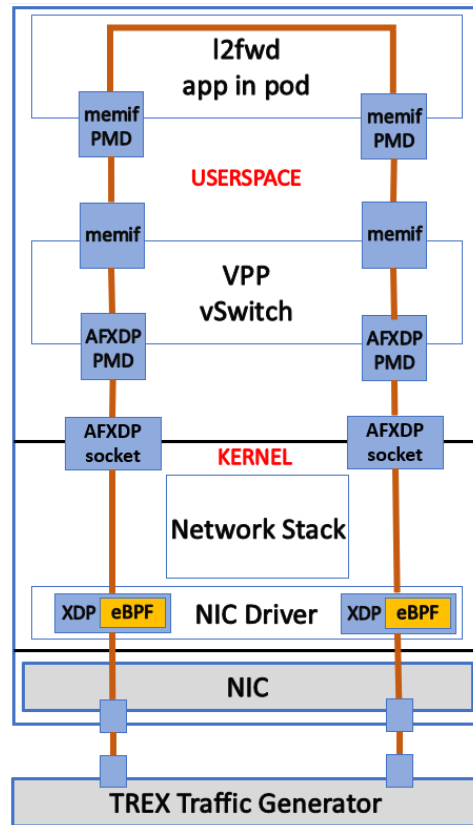 l2fwd
app in pod
memif
PMD
memif
PMD
USERSPACE
memif
memif
VPP
vSwitch
AFXDP
PMD
AFXDP
PMD
AFXDP
socket
AFXDP
socket
KERNEL
Network Stack
XDP eBPF
NIC Driver
XDP eBPF
NIC
TREX Traffic Generator